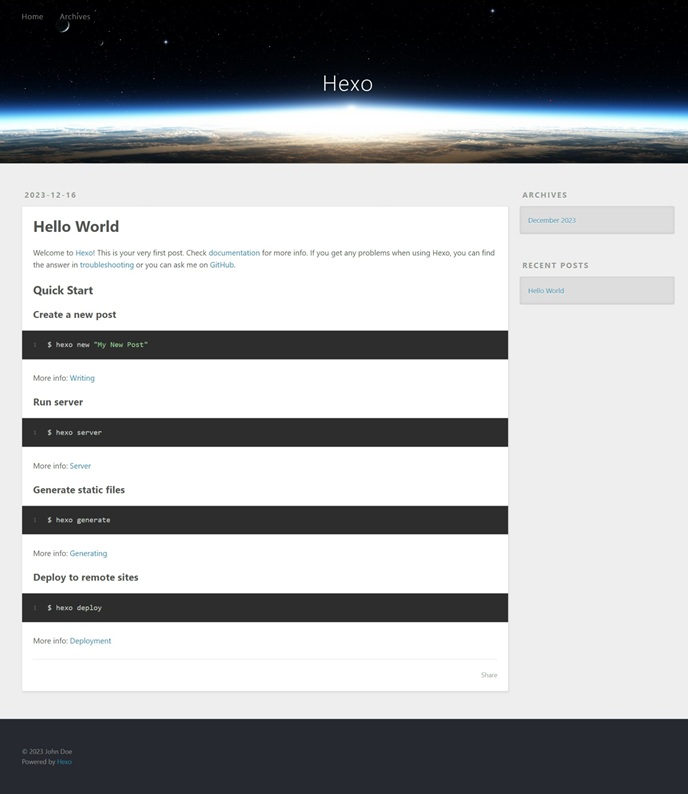 Home Archives
Hexo
2023-12-16
Hello World
Welcome to Hexo! This is your very first post. Check documentation for more info. If you get any problems when using Hexo, you can find
the answer in troubleshooting or you can ask me on GitHub.
Quick Start
Create a new post
1 $ hexo new "My New Post"
More info: Writing
Run server
1 $ hexo server
More info: Server
Generate static files
1 $ hexo generate
More info: Generating
Deploy to remote sites
1 $ hexo deploy
More info: Deployment
Share
ARCHIVES
December 2023
RECENT POSTS
Hello World
© 2023 John Doe
Powered by Hexo